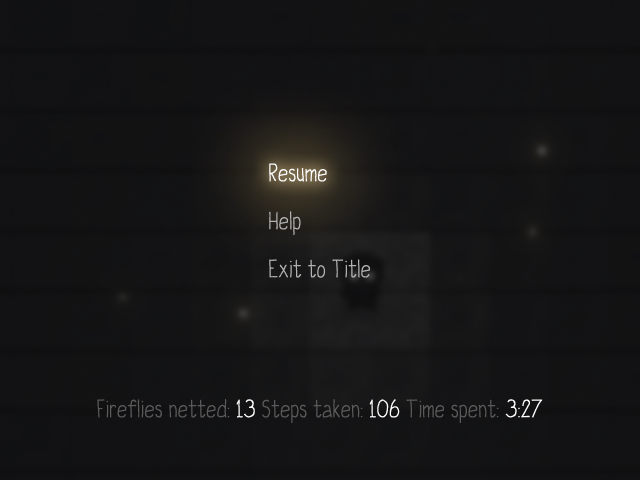 Resume
Help
Exit to Title
Fireflies netted: 13 Steps taken: 106 Time spent: 3:27